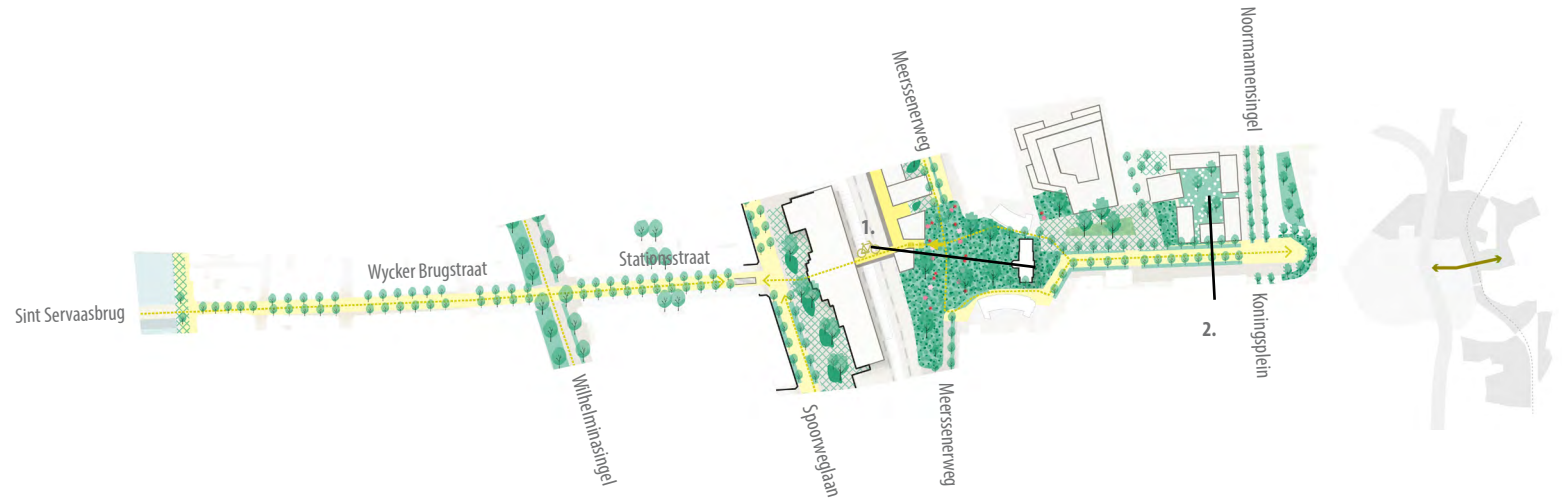 Sint Servaasbrug
Wycker Brugstraat
Wilhelminasingel
Stationsstraat
Spoorweglaan
1.
Meerssenerweg
Meerssenerweg
2.
Noormannensingel
Koningsplein